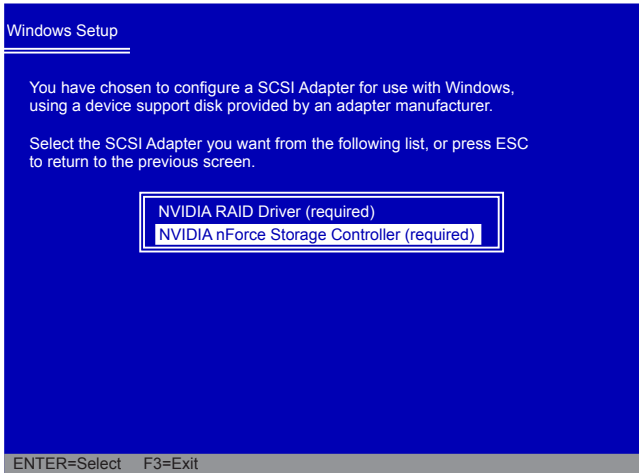 Windows Setup
You have chosen to configure a SCSI Adapter for use with Windows,
using a device support disk provided by an adapter manufacturer.
Select the SCSI Adapter you want from the following list, or press ESC
to return to the previous screen.
NVIDIA RAID Driver (required)
NVIDIA nForce Storage Controller (required)
ENTER=Select F3=Exit